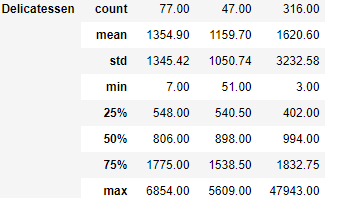 Delicatessen count 77.00 47.00 316.00
mean 1354.90 1159.70 1620.60
std 1345.42 1050.74 3232.58
min 7.00 51.00 3.00
25% 548.00 540.50 402.00
50% 806.00 898.00 994.00
75% 1775.00 1538.50 1832.75
max 6854.00 5609.00 47943.00